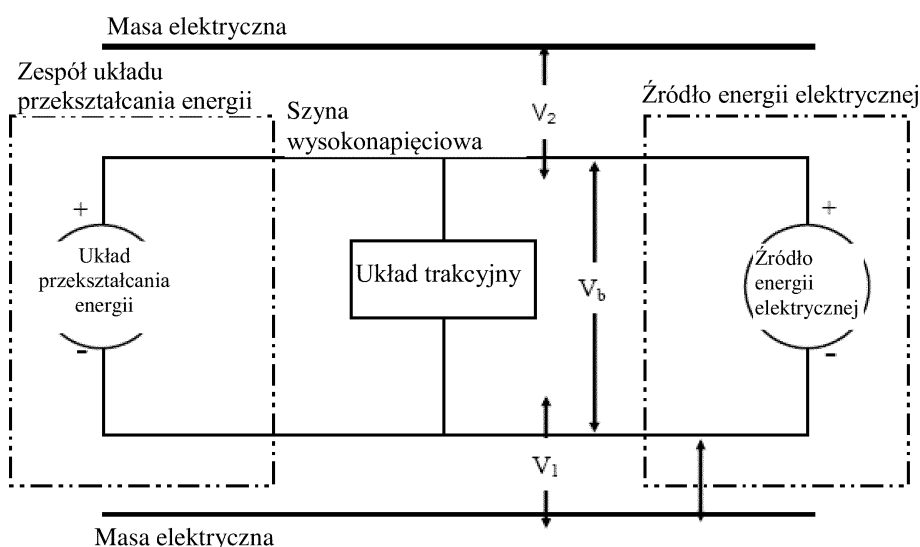 Masa elektryczna
Zespół układu
przekształcania energii
Szyna
wysokonapięciowa
V2
Źródło energii elektrycznej
+
Układ
przekształcania
energii
-
Układ trakcyjny
Vb
+
Źródło
energii
elektrycznej
-
V1
Masa elektryczna